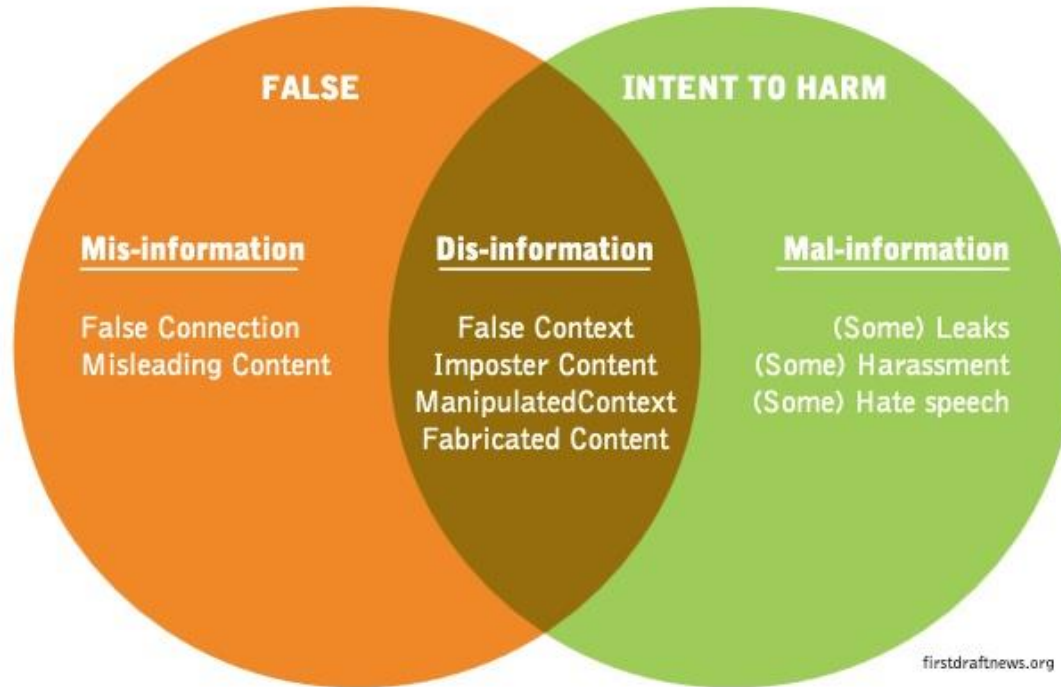 FALSE
INTENT TO HARM
Mis-information
False Connection
Misleading Content
Dis-information
False Context
Imposter Content
ManipulatedContext
Fabricated Content
Mal-information
(Some) Leaks
(Some) Harassment
(Some) Hate speech
firstdraftnews.org